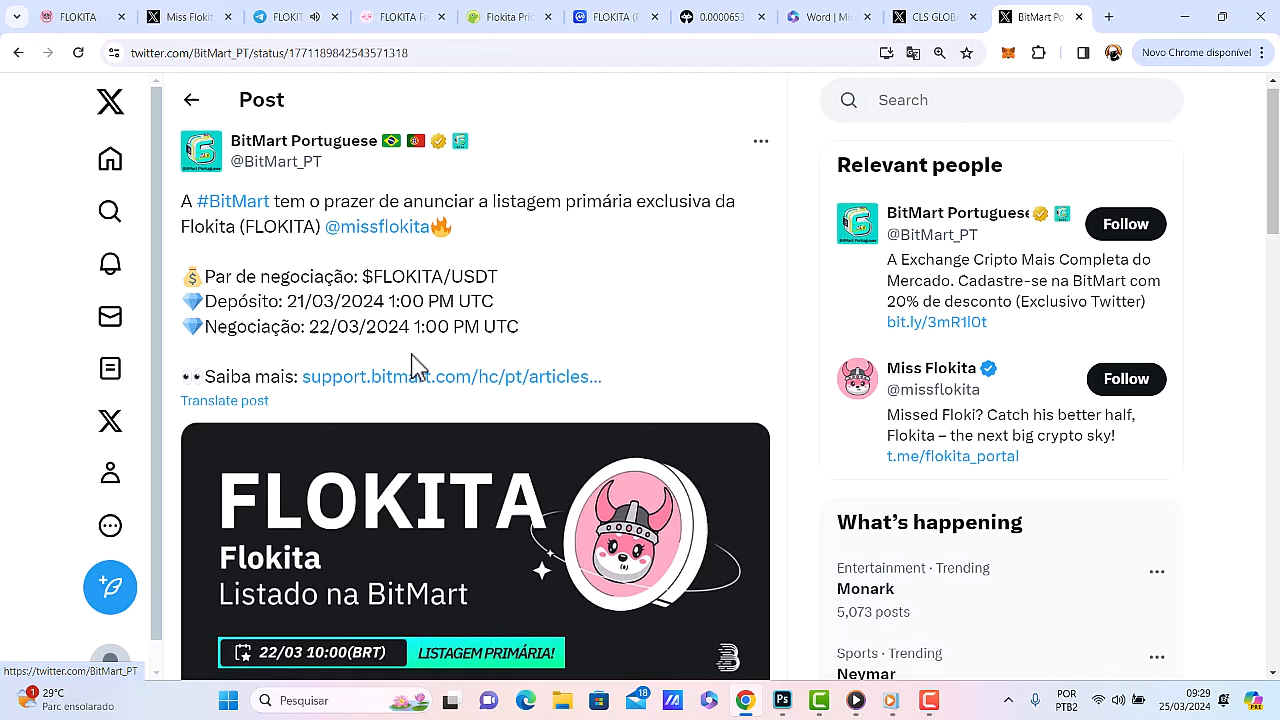 FLOKITA
Miss Flokit
Telegram
FLOKITA F
Flokita Pric
FLOKITA (F
0.0000653
Word | M
CLS GLOB
BitMart Po
twitter.com/BitMart_PT/status/1771189842543571318
Novo Chrome disponível
Post
Search
BitMart Portuguese
@BitMart_PT
A #BitMart tem o prazer de anunciar a listagem primária exclusiva da
Flokita (FLOKITA) @missflokita🔥
💰Par de negociação: $FLOKITA/USDT
💎Depósito: 21/03/2024 1:00 PM UTC
💎Negociação: 22/03/2024 1:00 PM UTC
👀Saiba mais: support.bitmart.com/hc/pt/articles...
Translate post
FLOKITA
Flokita
Listado na BitMart
22/03 10:00(BRT) LISTAGEM PRIMÁRIA!
Relevant people
BitMart Portuguese
@BitMart_PT
Follow
A Exchange Cripto Mais Completa do
Mercado. Cadastre-se na BitMart com
20% de desconto (Exclusivo Twitter)
bit.ly/3mR1l0t
Miss Flokita
@missflokita
Follow
Missed Floki? Catch his better half,
Flokita – the next big crypto sky!
t.me/flokita_portal
What's happening
Entertainment · Trending
Monark
5,073 posts
Sports · Trending
Neymar
twitter.com/BitMart_PT
29°C
Parc ensolarado
Pesquisar
18
POR
PTB2
09:29
25/03/2024